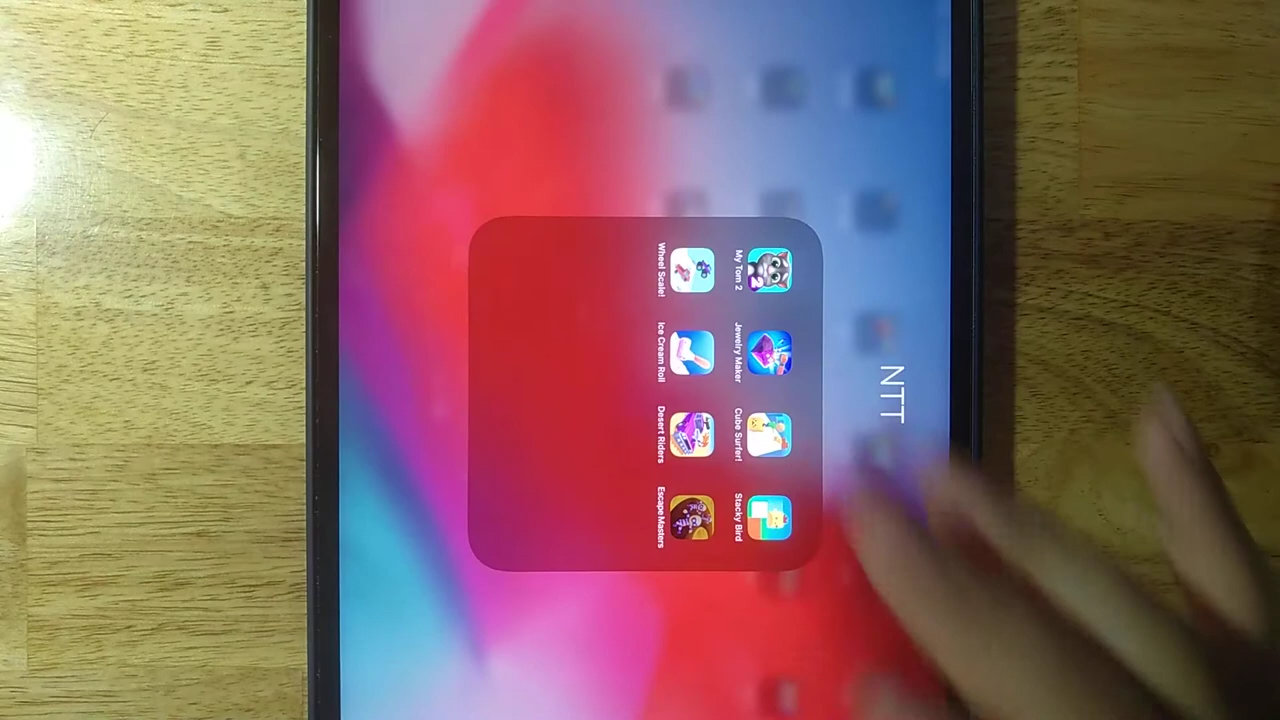 NTT
My Tom 2
Jewelry Maker
Cube Surfer!
Stacky Bird
Wheel Scale!
Ice Cream Roll
Desert Riders
Escape Masters